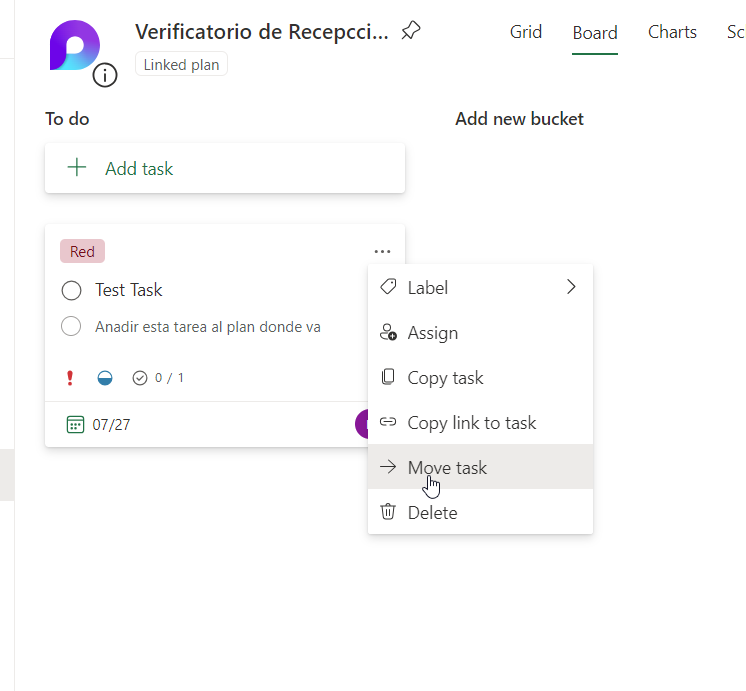 Verificatorio de Recepcci...
Linked plan
Grid
Board
Charts
Sc
To do
Add new bucket
Add task
Red
Test Task
Anadir esta tarea al plan donde va
0 / 1
07/27
Label
Assign
Copy task
Copy link to task
Move task
Delete